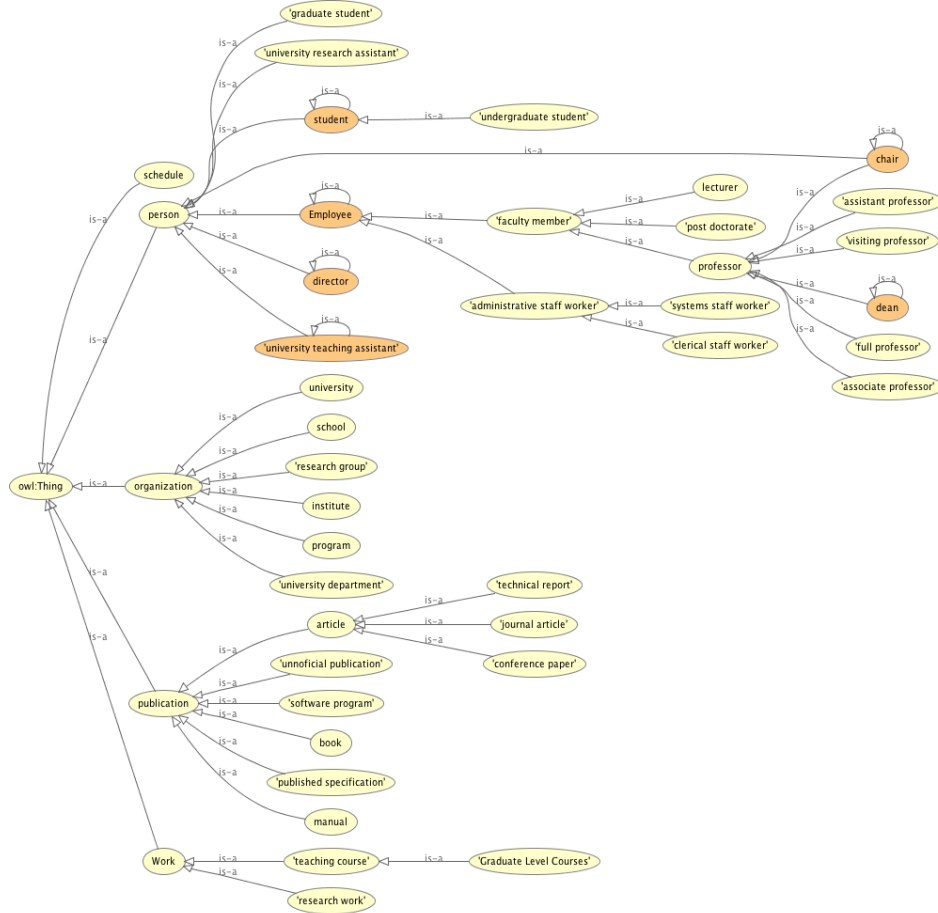 'graduate student'
is-a
'university research assistant'
is-a
is-a
student
is-a
'undergraduate student'
is-a
is-a
is-a
chair
schedule
is-a
person
is-a
is-a
Employee
is-a
'faculty member'
lecturer
'post doctorate'
is-a
is-a
professor
is-a
'assistant professor'
'visiting professor'
is-a
is-a
dean
is-a
is-a
'full professor'
'associate professor'
is-a
is-a
director
is-a
'administrative staff worker'
is-a
'systems staff worker'
is-a
'clerical staff worker'
is-a
is-a
'university teaching assistant'
is-a
university
is-a
school
is-a
'research group'
is-a
owl:Thing
is-a
organization
is-a
institute
is-a
program
is-a
'university department'
is-a
'technical report'
is-a
article
is-a
'journal article'
is-a
'conference paper'
is-a
'unnoficial publication'
is-a
publication
is-a
'software program'
is-a
book
is-a
'published specification'
is-a
manual
is-a
Work
is-a
'teaching course'
is-a
'Graduate Level Courses'
is-a
'research work'